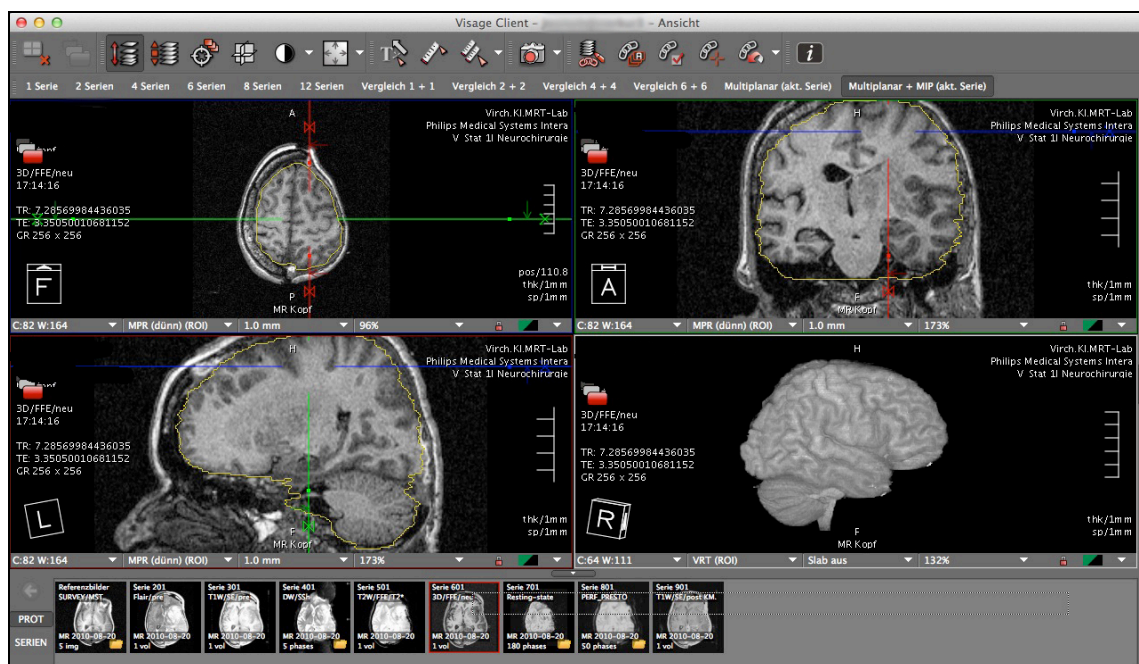 Visage Client – – Ansicht
T
A
i
1 Serie 2 Serien 4 Serien 6 Serien 8 Serien 12 Serien Vergleich 1 + 1 Vergleich 2 + 2 Vergleich 4 + 4 Vergleich 6 + 6 Multiplanar (akt. Serie) Multiplanar + MIP (akt. Serie)
A
Virch.KI.MRT-Lab
Philips Medical Systems Intera
V Stat 1I Neurochirurgie
3D/FFE/neu
17:14:16
TR: 7.28569984436035
TE: 3.35050010681152
GR 256 x 256
F
pos/110.8
thk/1mm
sp/1mm
P
MR Kopf
C:82 W:164 MPR (dünn) (ROI) 1.0 mm 96%
H
Virch.KI.MRT-Lab
Philips Medical Systems Intera
V Stat 1I Neurochirurgie
3D/FFE/neu
17:14:16
TR: 7.28569984436035
TE: 3.35050010681152
GR 256 x 256
A
thk/1mm
sp/1mm
F
MR Kopf
C:82 W:164 MPR (dünn) (ROI) 1.0 mm 173%
H
Virch.KI.MRT-Lab
Philips Medical Systems Intera
V Stat 1I Neurochirurgie
3D/FFE/neu
17:14:16
TR: 7.28569984436035
TE: 3.35050010681152
GR 256 x 256
L
thk/1mm
sp/1mm
F
MR Kopf
C:82 W:164 MPR (dünn) (ROI) 1.0 mm 173%
H
Virch.KI.MRT-Lab
Philips Medical Systems Intera
V Stat 1I Neurochirurgie
3D/FFE/neu
17:14:16
TR: 7.28569984436035
TE: 3.35050010681152
GR 256 x 256
R
thk/1mm
sp/1mm
F
MR Kopf
C:64 W:111 VRT (ROI) Slab aus 132%
PROT
SERIEN
Referenzbilder
SURVEY/MST
5 img
Serie 201
Flair/pre
MR 2010-08-20
1 vol
Serie 301
T1W/SE/pre
MR 2010-08-20
1 vol
Serie 401
DW/SSh
MR 2010-08-20
5 phases
Serie 501
T2W/FFE/T2*
MR 2010-08-20
1 vol
Serie 601
3D/FFE/neu
MR 2010-08-20
1 vol
Serie 701
Resting-state
MR 2010-08-20
180 phases
Serie 801
PERF_PRESTO
MR 2010-08-20
50 phases
Serie 901
T1W/SE/post KM.
MR 2010-08-20
1 vol